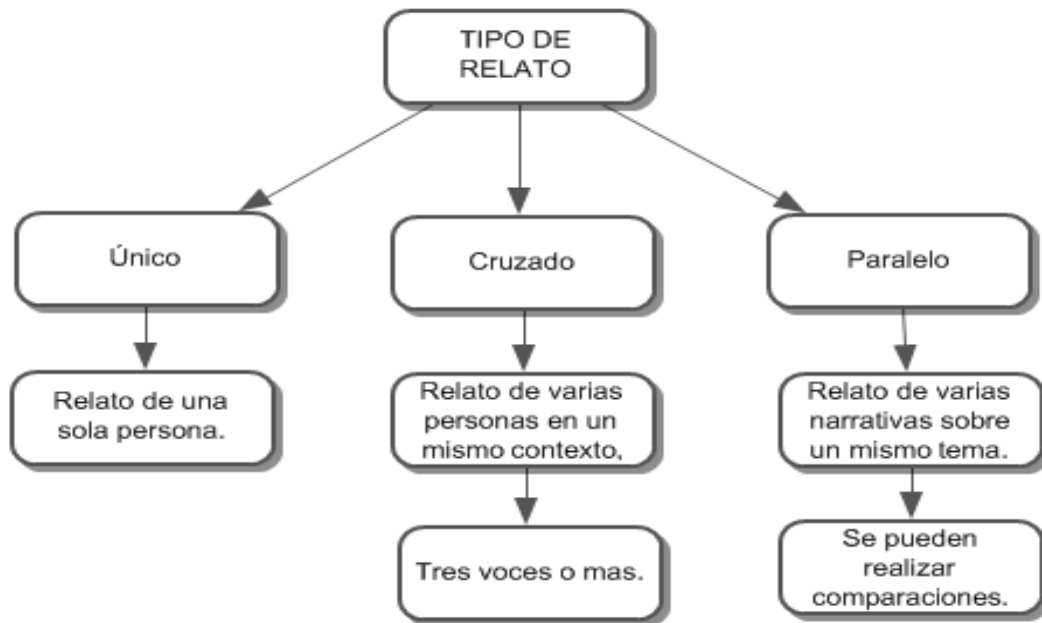 TIPO DE
RELATO
Único
Cruzado
Paralelo
Relato de una
sola persona.
Relato de varias
personas en un
mismo contexto,
Relato de varias
narrativas sobre
un mismo tema.
Tres voces o mas.
Se pueden
realizar
comparaciones.